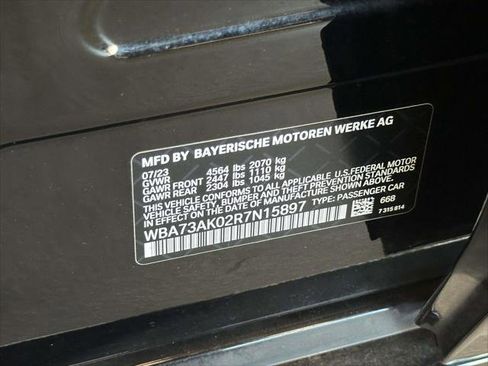 MFD BY BAYERISCHE MOTOREN WERKE AG
07/23
GVWR 4564 lbs 2070 kg
GAWR FRONT 2447 lbs 1110 kg
GAWR REAR 2304 lbs 1045 kg
THIS VEHICLE CONFORMS TO ALL APPLICABLE U.S.FEDERAL MOTOR
VEHICLE SAFETY, BUMPER, AND THEFT PREVENTION STANDARDS
IN EFFECT ON THE DATE OF MANUFACTURE SHOWN ABOVE.
WBA73AK02R7N15897 TYPE: PASSENGER CAR
668
7 315 814